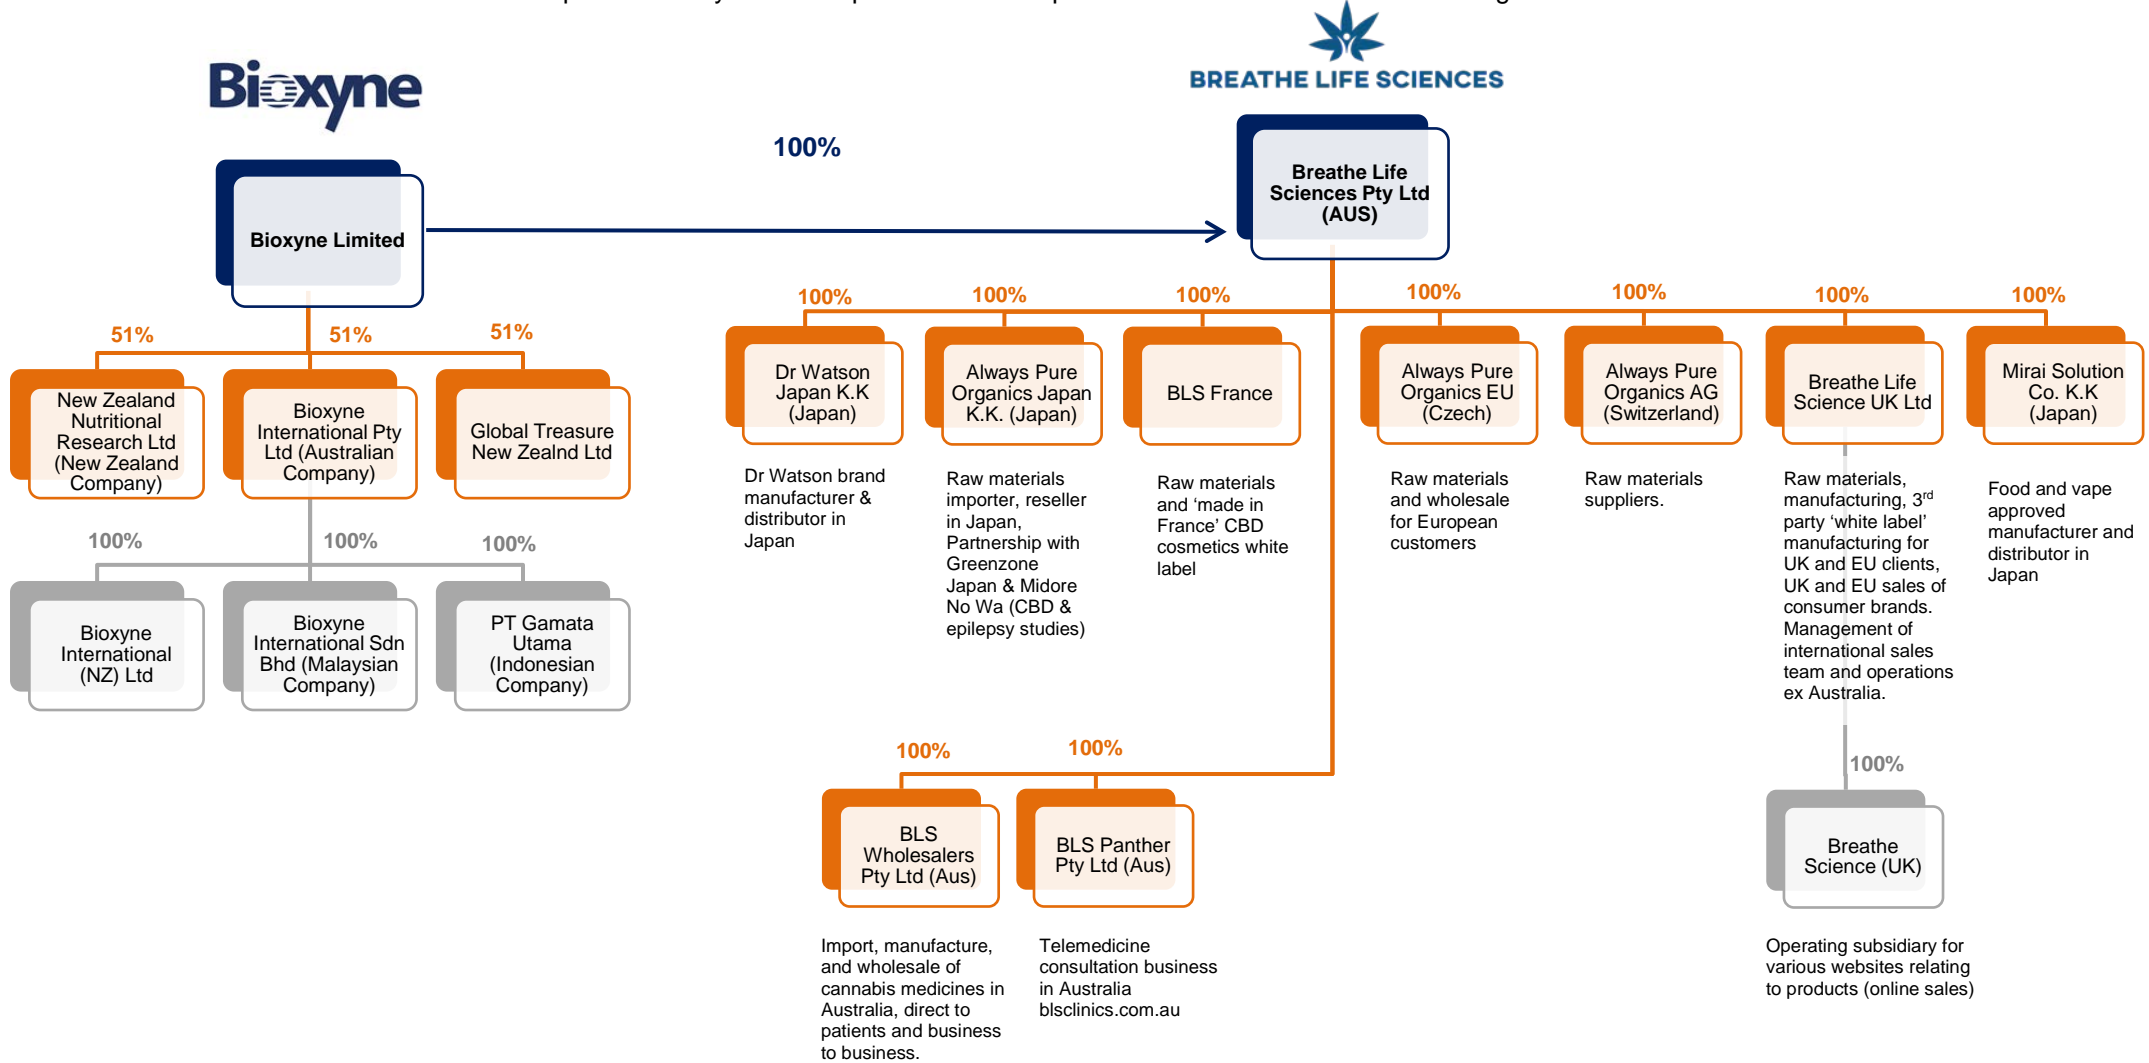 Bioxyne
BREATHE LIFE SCIENCES
100%
Bioxyne Limited
Breathe Life
Sciences Pty Ltd
(AUS)
51%
51%
51%
New Zealand
Nutritional
Research Ltd
(New Zealand
Company)
Bioxyne
International Pty
Ltd (Australian
Company)
Global Treasure
New Zealnd Ltd
100%
100%
100%
Bioxyne
International
(NZ) Ltd
Bioxyne
International Sdn
Bhd (Malaysian
Company)
PT Gamata
Utama
(Indonesian
Company)
100%
100%
100%
100%
100%
100%
100%
Dr Watson
Japan K.K
(Japan)
Always Pure
Organics Japan
K.K. (Japan)
BLS France
Always Pure
Organics EU
(Czech)
Always Pure
Organics AG
(Switzerland)
Breathe Life
Science UK Ltd
Mirai Solution
Co. K.K
(Japan)
Dr Watson brand
manufacturer &
distributor in
Japan
Raw materials
importer, reseller
in Japan,
Partnership with
Greenzone
Japan & Midore
No Wa (CBD &
epilepsy studies)
Raw materials
and ‘made in
France’ CBD
cosmetics white
label
Raw materials
and wholesale
for European
customers
Raw materials
suppliers.
Raw materials,
manufacturing, 3rd
party ‘white label’
manufacturing for
UK and EU clients,
UK and EU sales of
consumer brands.
Management of
international sales
team and operations
ex Australia.
Food and vape
approved
manufacturer and
distributor in
Japan
100%
100%
100%
BLS
Wholesalers
Pty Ltd (Aus)
BLS Panther
Pty Ltd (Aus)
Breathe
Science (UK)
Import, manufacture,
and wholesale of
cannabis medicines in
Australia, direct to
patients and business
to business.
Telemedicine
consultation business
in Australia
blsclinics.com.au
Operating subsidiary for
various websites relating
to products (online sales)